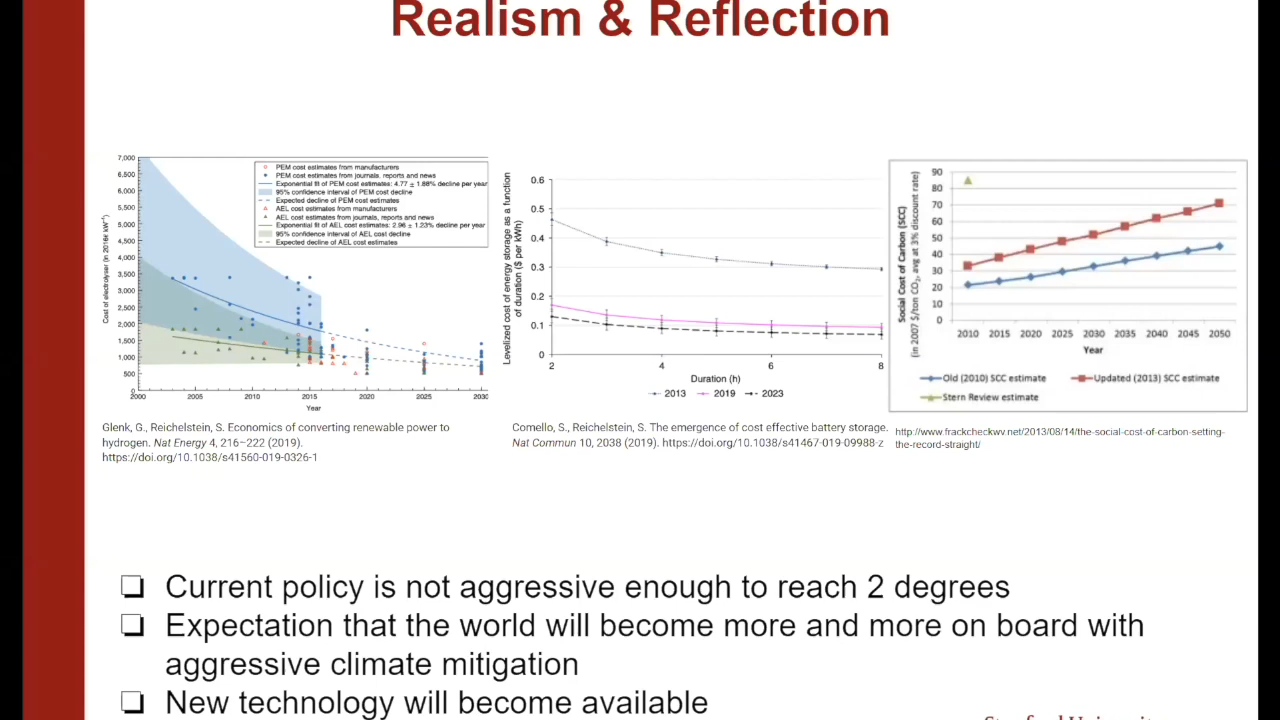 Realism & Reflection
7,000
6,500
6,000
5,500
5,000
4,500
4,000
3,500
3,000
2,500
2,000
1,500
1,000
500
0
Cost of electrolyser (in 2016€ kW⁻¹)
2000
2005
2010
2015
2020
2025
2030
Year
PEM cost estimates from manufacturers
PEM cost estimates from journals, reports and news
Exponential fit of PEM cost estimates: 4.77 ± 1.88% decline per year
95% confidence interval of PEM cost decline
Expected decline of PEM cost estimates
AEL cost estimates from manufacturers
AEL cost estimates from journals, reports and news
Exponential fit of AEL cost estimates: 2.96 ± 1.23% decline per year
95% confidence interval of AEL cost decline
Expected decline of AEL cost estimates
Glenk, G., Reichelstein, S. Economics of converting renewable power to
hydrogen. Nat Energy 4, 216–222 (2019).
https://doi.org/10.1038/s41560-019-0326-1
Levelized cost of energy storage as a function
of duration ($ per kWh)
0.6
0.5
0.4
0.3
0.2
0.1
0
2
4
6
8
Duration (h)
2013
2019
2023
Comello, S., Reichelstein, S. The emergence of cost effective battery storage.
Nat Commun 10, 2038 (2019). https://doi.org/10.1038/s41467-019-09988-z
Social Cost of Carbon (SCC)
(in 2007 $/ton CO₂, avg at 3% discount rate)
90
80
70
60
50
40
30
20
10
0
2010
2015
2020
2025
2030
2035
2040
2045
2050
Year
Old (2010) SCC estimate
Updated (2013) SCC estimate
Stern Review estimate
http://www.frackcheckwv.net/2013/08/14/the-social-cost-of-carbon-setting-
the-record-straight/
❑ Current policy is not aggressive enough to reach 2 degrees
❑ Expectation that the world will become more and more on board with
aggressive climate mitigation
❑ New technology will become available